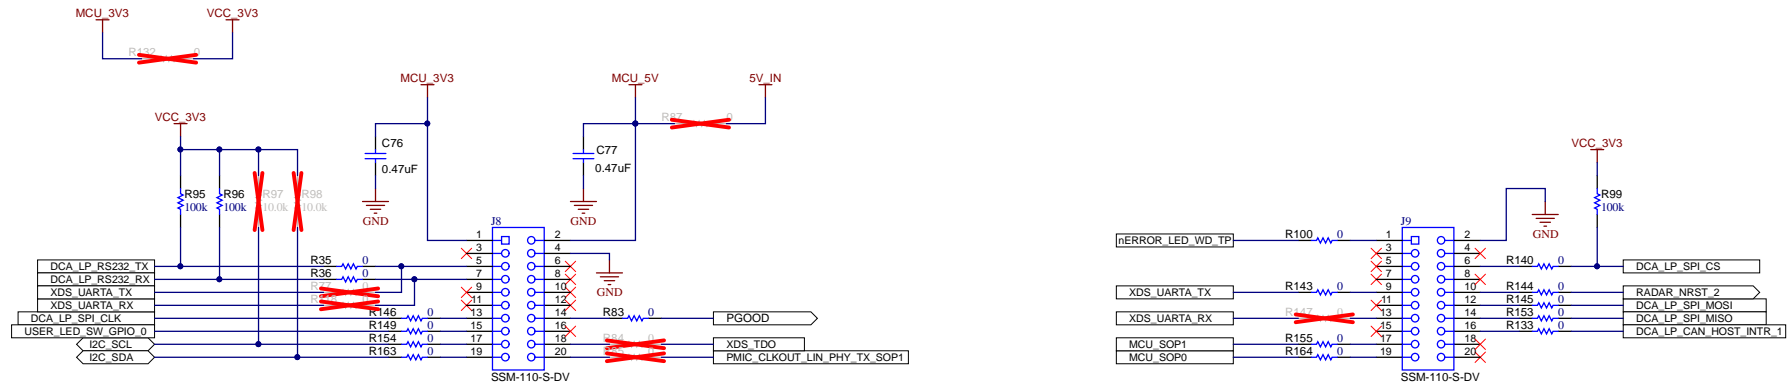 MCU_3V3 VCC_3V3
R132 0
MCU_3V3 MCU_5V 5V_IN
R87 0
VCC_3V3 VCC_3V3
C76 C77
0.47uF 0.47uF
R95 R96 R97 R98 R99
100k 100k 10.0k 10.0k 100k
GND GND GND
J8 J9
1 2 nERROR_LED_WD_TP R100 0 1 2
3 4 3 4
DCA_LP_RS232_TX R35 0 5 6 5 6 R140 0 DCA_LP_SPI_CS
DCA_LP_RS232_RX R36 0 7 8 7 8
GND
XDS_UARTA_TX R77 0 9 10 XDS_UARTA_TX R143 0 9 10 R144 0 RADAR_NRST_2
XDS_UARTA_RX 0 11 12 11 12 R145 0 DCA_LP_SPI_MOSI
DCA_LP_SPI_CLK R146 0 13 14 R83 0 PGOOD XDS_UARTA_RX R147 0 13 14 R153 0 DCA_LP_SPI_MISO
USER_LED_SW_GPIO_0 R149 0 15 16 15 16 R133 0 DCA_LP_CAN_HOST_INTR_1
I2C_SCL R154 0 17 18 R84 0 XDS_TDO MCU_SOP1 R155 0 17 18
I2C_SDA R163 0 19 20 0 PMIC_CLKOUT_LIN_PHY_TX_SOP1 MCU_SOP0 R164 0 19 20
SSM-110-S-DV SSM-110-S-DV